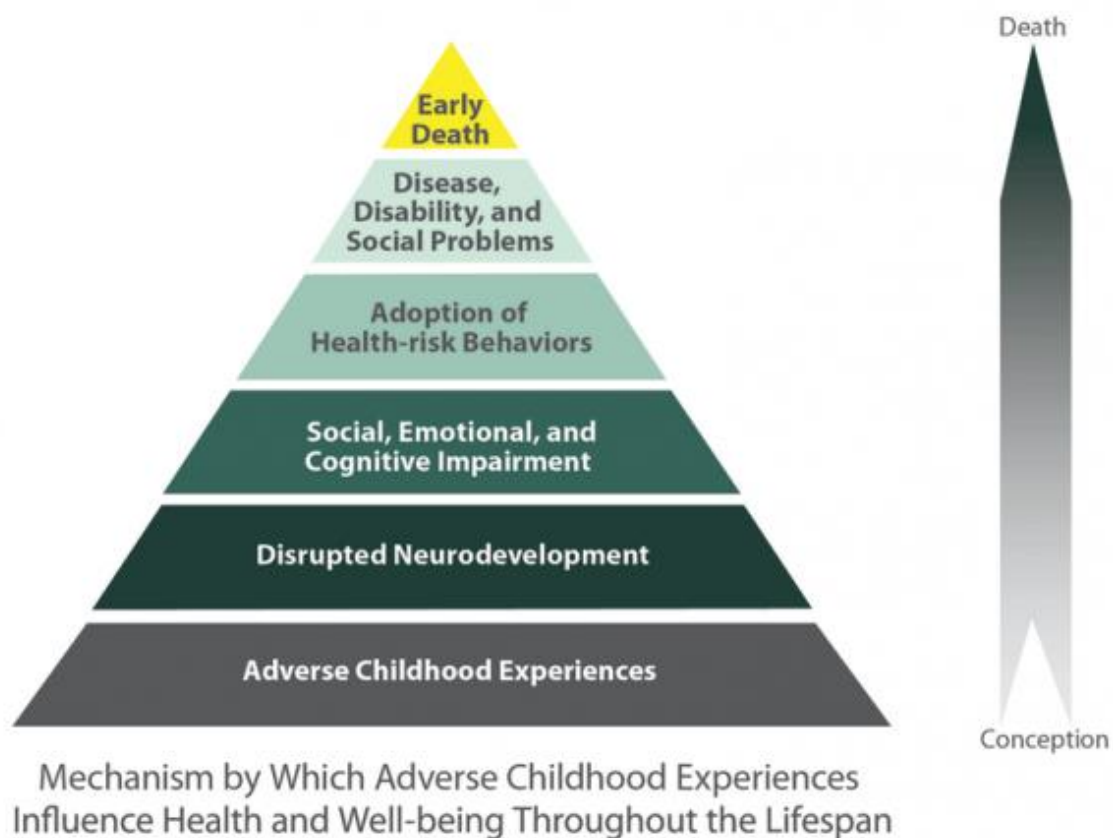 Death
Early
Death
Disease,
Disability, and
Social Problems
Adoption of
Health-risk Behaviors
Social, Emotional, and
Cognitive Impairment
Disrupted Neurodevelopment
Adverse Childhood Experiences
Conception
Mechanism by Which Adverse Childhood Experiences
Influence Health and Well-being Throughout the Lifespan